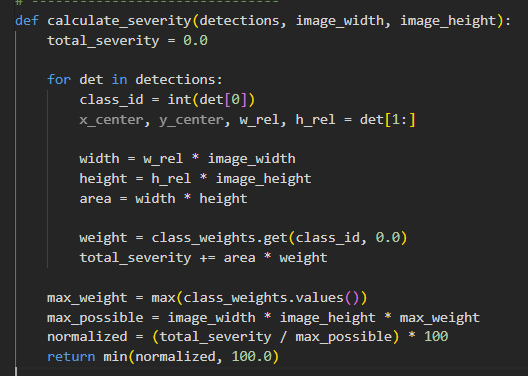 # -------------------------------
def calculate_severity(detections, image_width, image_height):
    total_severity = 0.0

    for det in detections:
        class_id = int(det[0])
        x_center, y_center, w_rel, h_rel = det[1:]

        width = w_rel * image_width
        height = h_rel * image_height
        area = width * height

        weight = class_weights.get(class_id, 0.0)
        total_severity += area * weight

    max_weight = max(class_weights.values())
    max_possible = image_width * image_height * max_weight
    normalized = (total_severity / max_possible) * 100
    return min(normalized, 100.0)